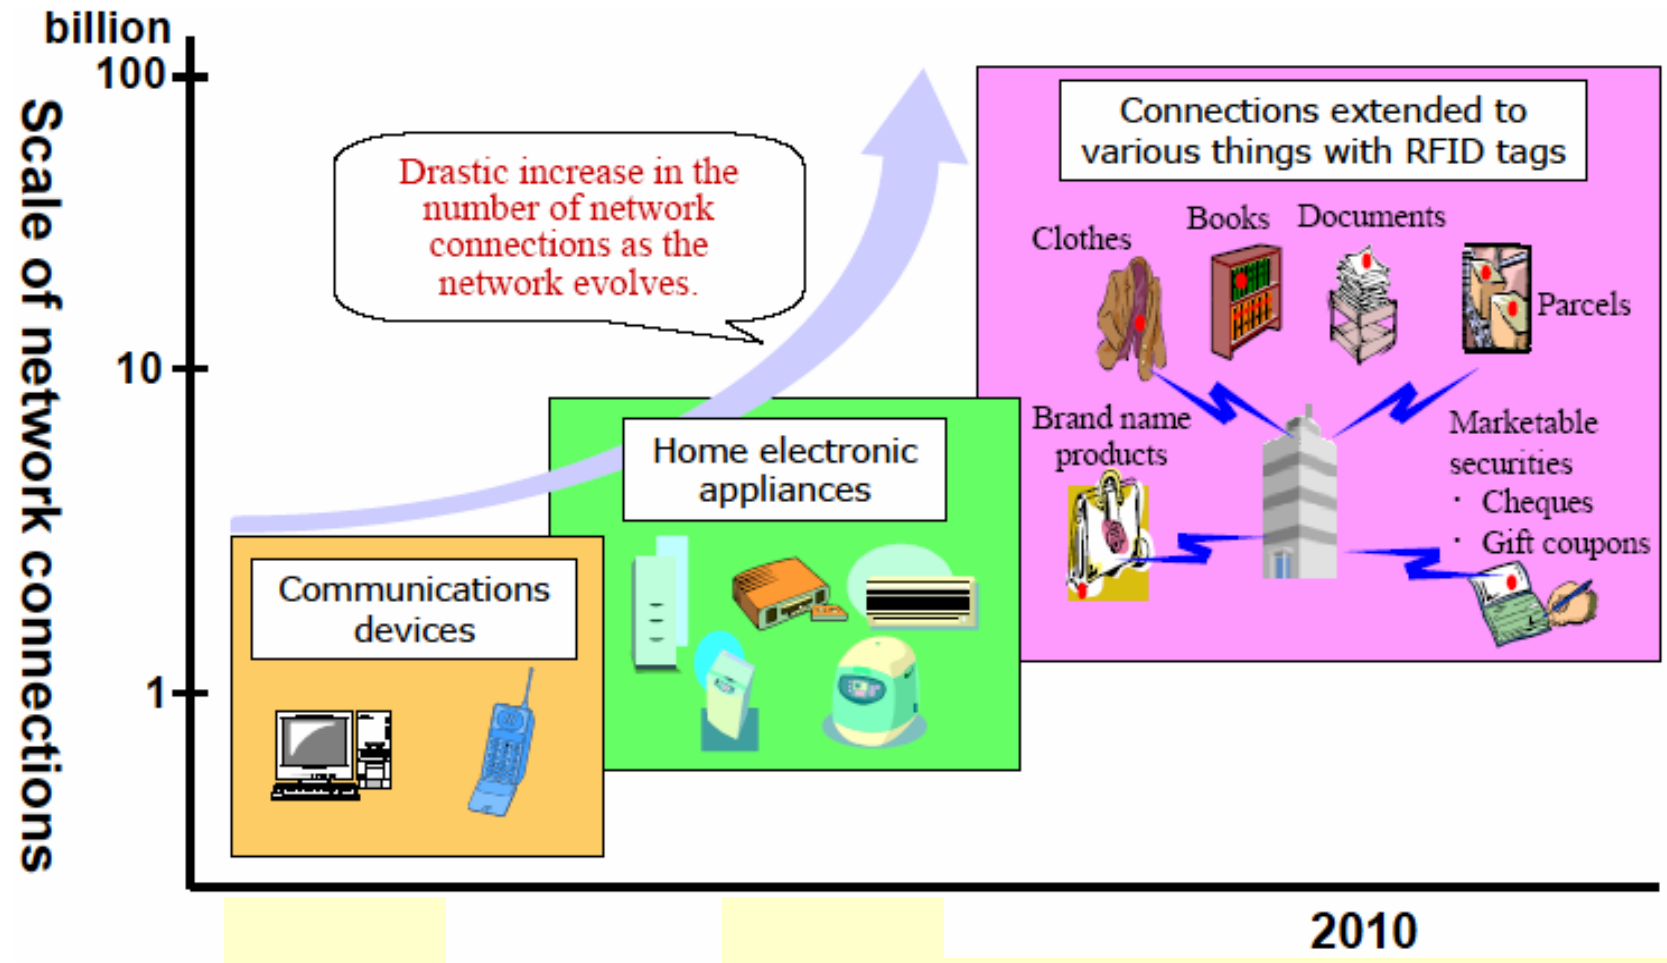 billion
100
10
1
Scale of network connections
Drastic increase in the
number of network
connections as the
network evolves.
Communications
devices
Home electronic
appliances
Connections extended to
various things with RFID tags
Clothes
Books
Documents
Parcels
Brand name
products
Marketable
securities
・ Cheques
・ Gift coupons
2010